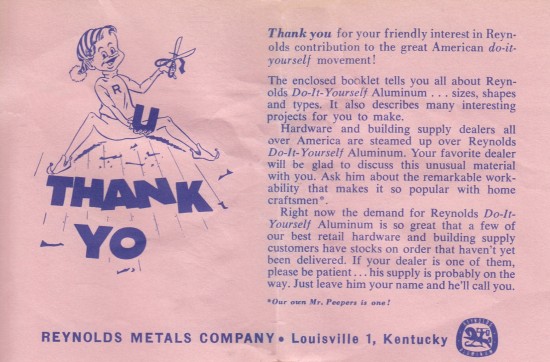 R
U
THANK
YO
Thank you for your friendly interest in Reyn-
olds contribution to the great American do-it-
yourself movement!
The enclosed booklet tells you all about Reyn-
olds Do-It-Yourself Aluminum . . . sizes, shapes
and types. It also describes many interesting
projects for you to make.
Hardware and building supply dealers all
over America are steamed up over Reynolds
Do-It-Yourself Aluminum. Your favorite dealer
will be glad to discuss this unusual material
with you. Ask him about the remarkable work-
ability that makes it so popular with home
craftsmen*.
Right now the demand for Reynolds Do-It-
Yourself Aluminum is so great that a few of
our best retail hardware and building supply
customers have stocks on order that haven't yet
been delivered. If your dealer is one of them,
please be patient . . . his supply is probably on the
way. Just leave him your name and he'll call you.
*Our own Mr. Peepers is one!
REYNOLDS METALS COMPANY • Louisville 1, Kentucky
REYNOLDS
ALUMINUM